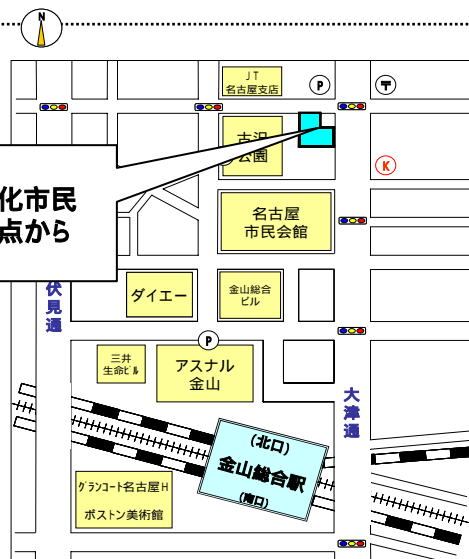 N
JT
名古屋支店
P
〒
古沢
公園
K
化市民
点から
名古屋
市民会館
伏見通
ダイエー
金山総合
ビル
P
三井
生命ビル
アスナル
金山
大津通
(北口)
金山総合駅
(南口)
グランコート名古屋H
ボストン美術館